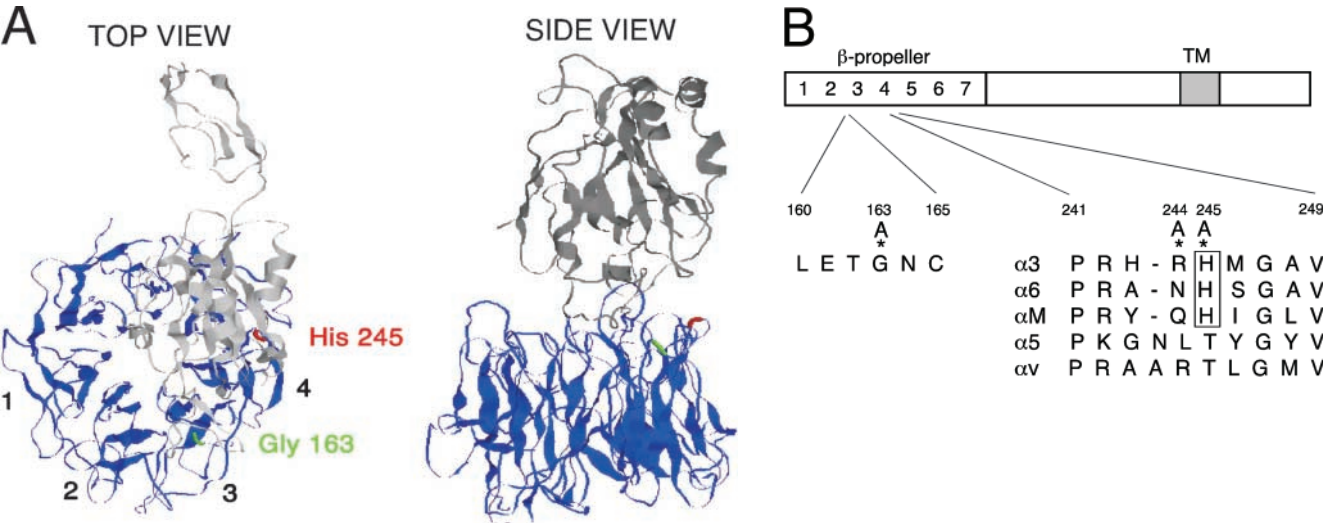 A
TOP VIEW
SIDE VIEW
His 245
Gly 163
1
2
3
4
B
β-propeller
TM
1 2 3 4 5 6 7
160 163 165
A
*
L E T G N C
241 244 245 249
A A
* *
α3 P R H - R H M G A V
α6 P R A - N H S G A V
αM P R Y - Q H I G L V
α5 P K G N L T Y G Y V
αv P R A A R T L G M V